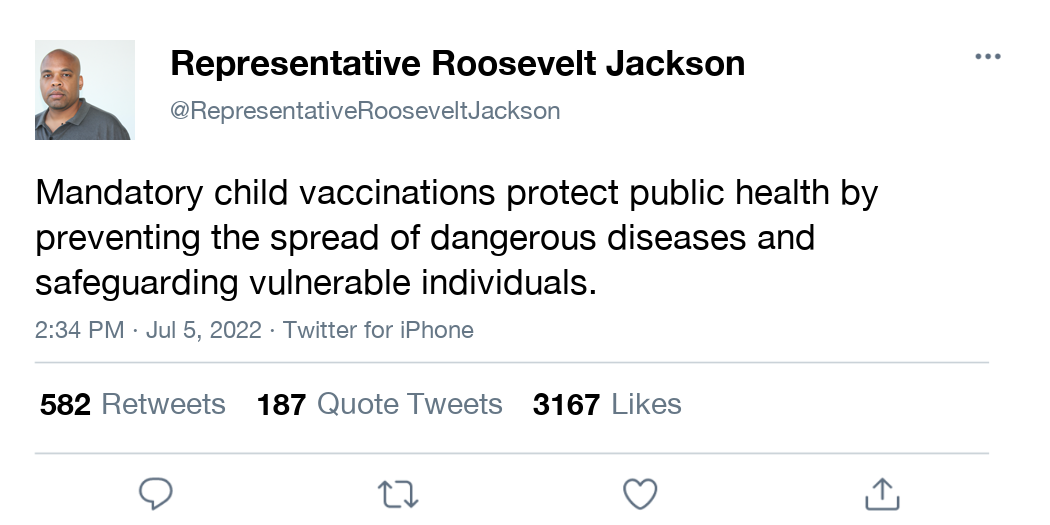 Representative Roosevelt Jackson
@RepresentativeRooseveltJackson
Mandatory child vaccinations protect public health by
preventing the spread of dangerous diseases and
safeguarding vulnerable individuals.
2:34 PM · Jul 5, 2022 · Twitter for iPhone
582 Retweets 187 Quote Tweets 3167 Likes